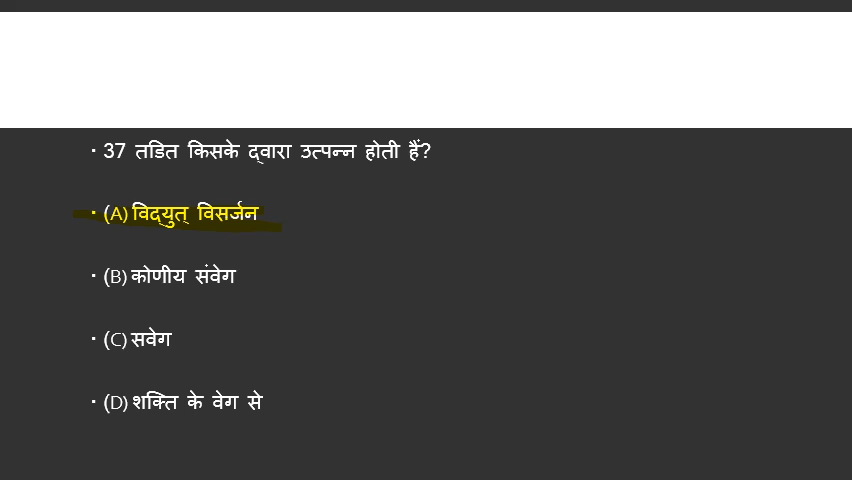 • 37 तडित किसके द्वारा उत्पन्न होती हैं?
• (A) विद्युत् विसर्जन
• (B) कोणीय संवेग
• (C) सवेग
• (D) शक्ति के वेग से